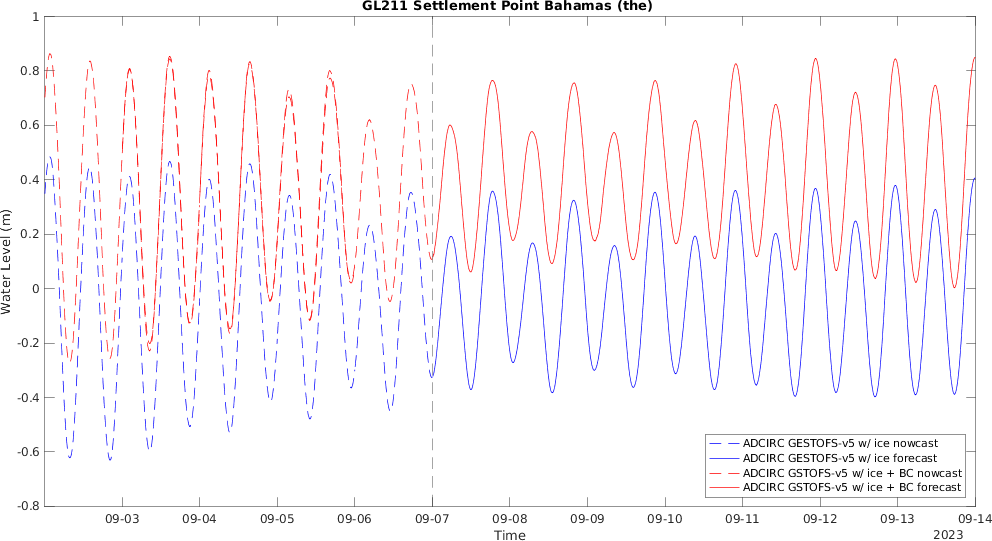 GL211 Settlement Point Bahamas (the)
Water Level (m)
1
0.8
0.6
0.4
0.2
0
-0.2
-0.4
-0.6
-0.8
ADCIRC GESTOFS-v5 w/ ice nowcast
ADCIRC GESTOFS-v5 w/ ice forecast
ADCIRC GSTOFS-v5 w/ ice + BC nowcast
ADCIRC GSTOFS-v5 w/ ice + BC forecast
09-03 09-04 09-05 09-06 09-07 09-08 09-09 09-10 09-11 09-12 09-13 09-14
Time
2023